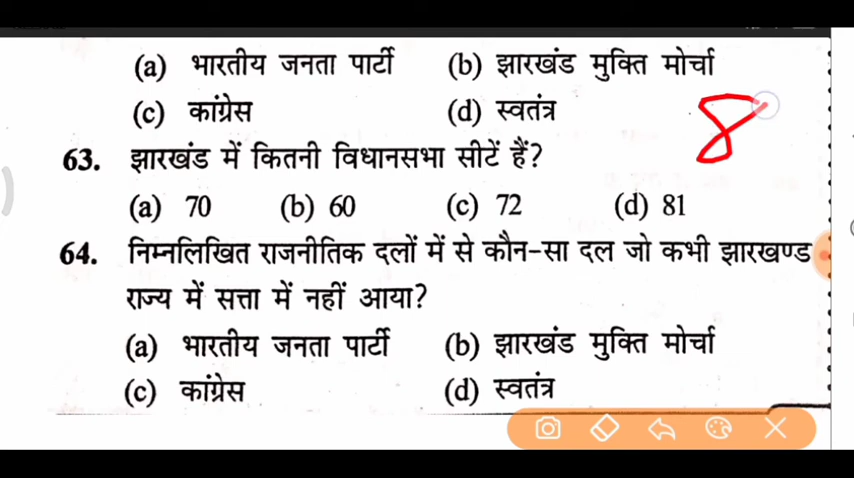 (a) भारतीय जनता पार्टी (b) झारखंड मुक्ति मोर्चा
(c) कांग्रेस (d) स्वतंत्र
8
63. झारखंड में कितनी विधानसभा सीटें हैं?
(a) 70 (b) 60 (c) 72 (d) 81
64. निम्नलिखित राजनीतिक दलों में से कौन-सा दल जो कभी झारखण्ड
राज्य में सत्ता में नहीं आया?
(a) भारतीय जनता पार्टी (b) झारखंड मुक्ति मोर्चा
(c) कांग्रेस (d) स्वतंत्र